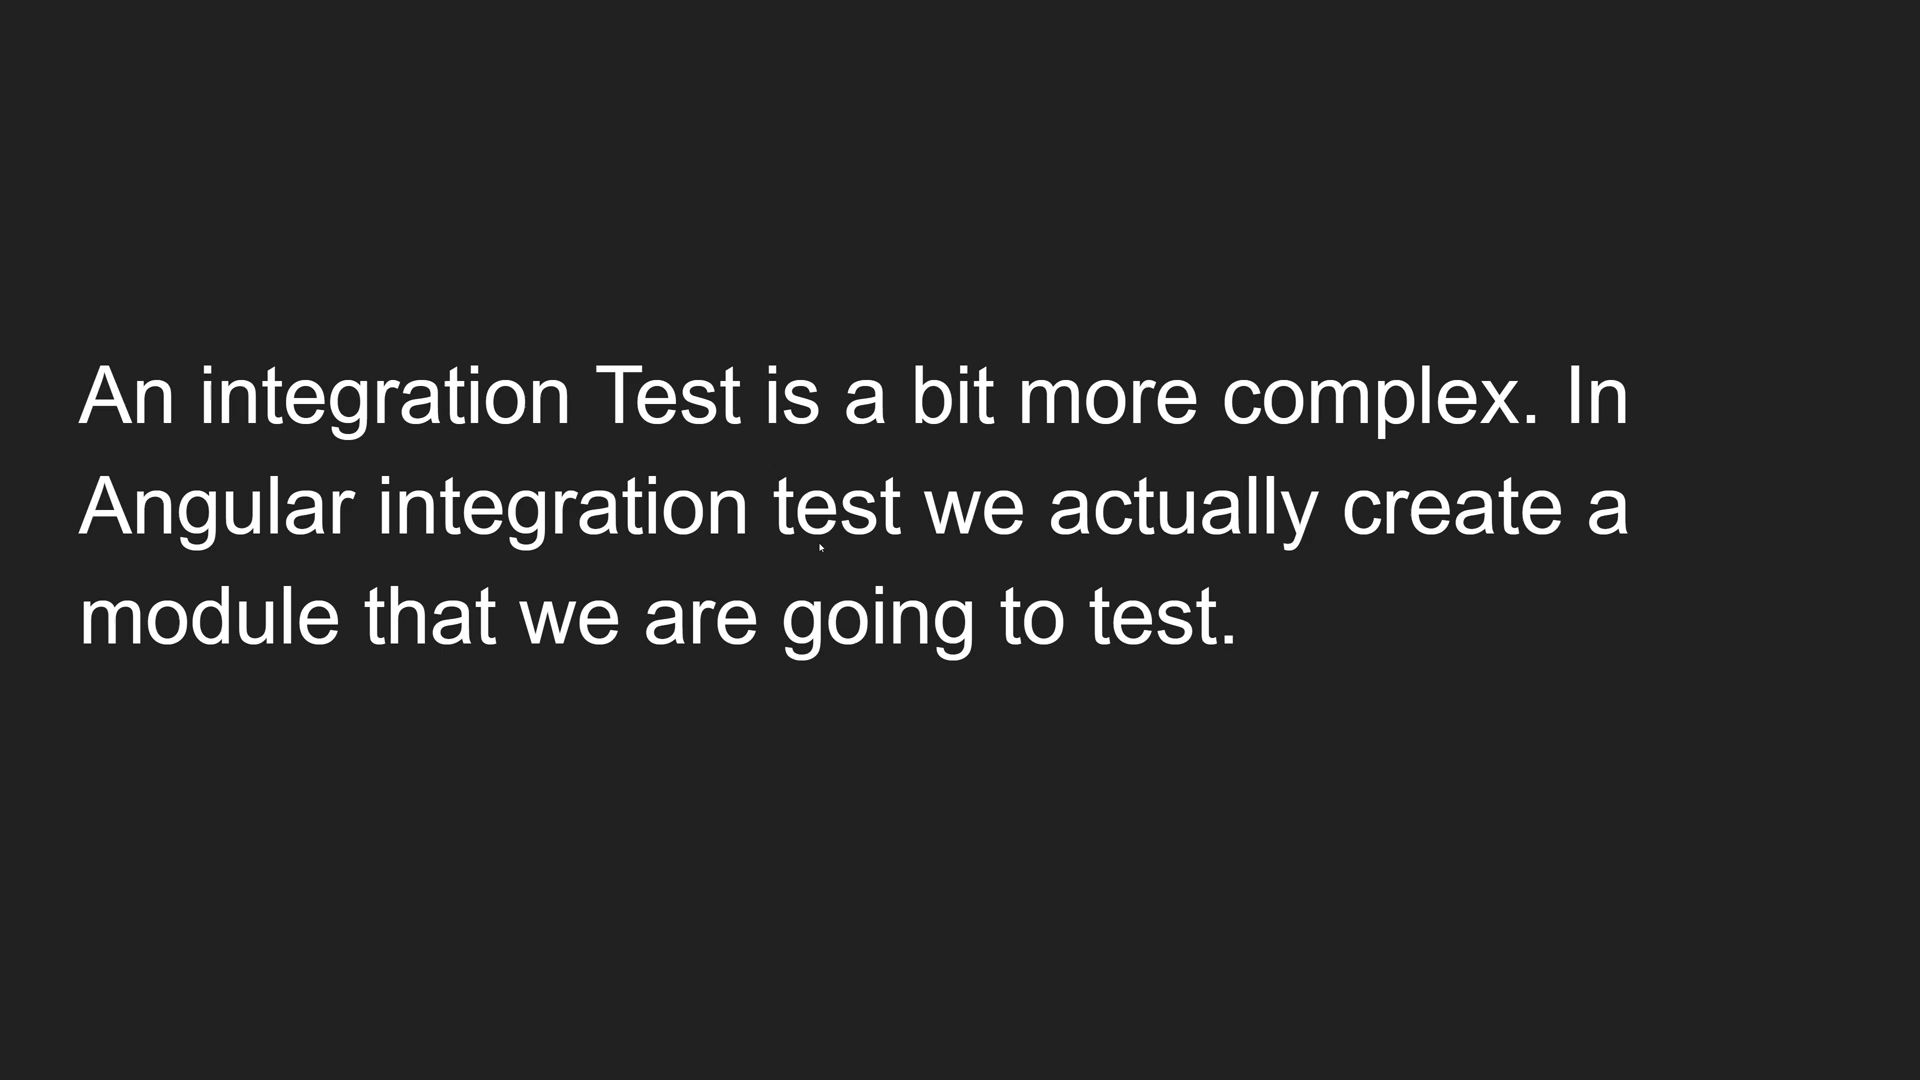 An integration Test is a bit more complex. In
Angular integration test we actually create a
module that we are going to test.